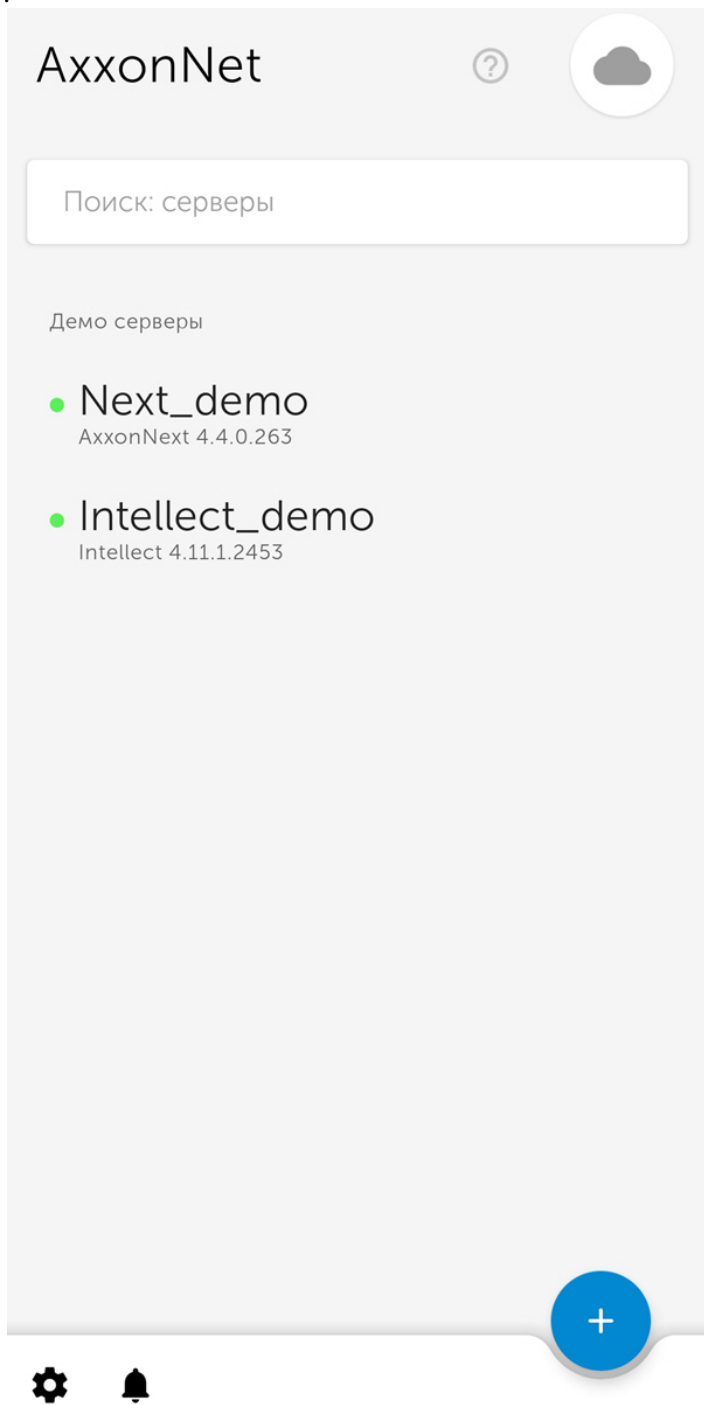 AxxonNet
Поиск: серверы
Демо серверы
Next_demo
AxxonNext 4.4.0.263
Intellect_demo
Intellect 4.11.1.2453